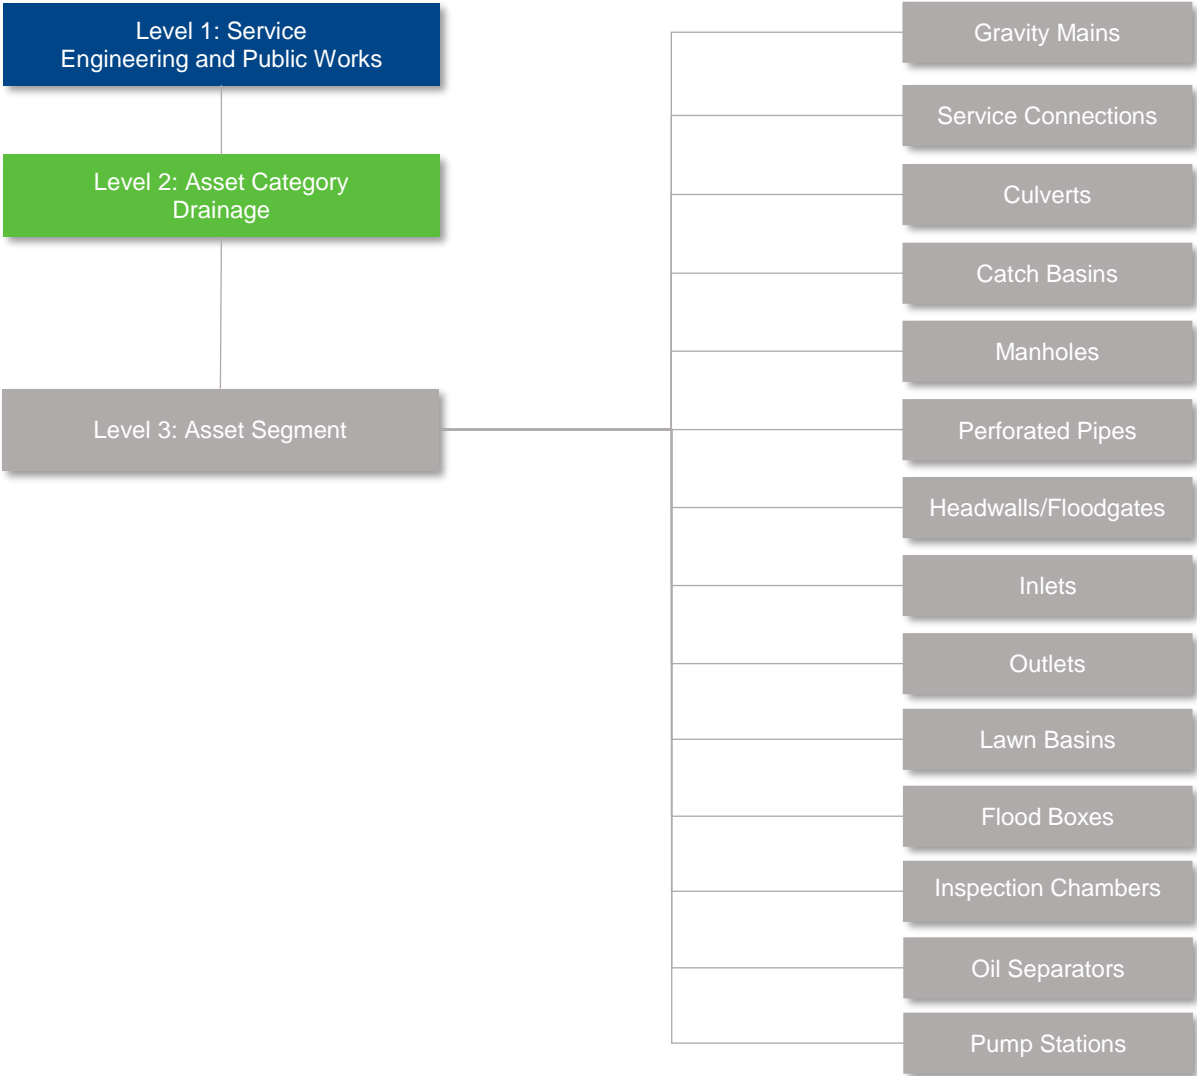 Level 1: Service
Engineering and Public Works
Level 2: Asset Category
Drainage
Level 3: Asset Segment
Gravity Mains
Service Connections
Culverts
Catch Basins
Manholes
Perforated Pipes
Headwalls/Floodgates
Inlets
Outlets
Lawn Basins
Flood Boxes
Inspection Chambers
Oil Separators
Pump Stations